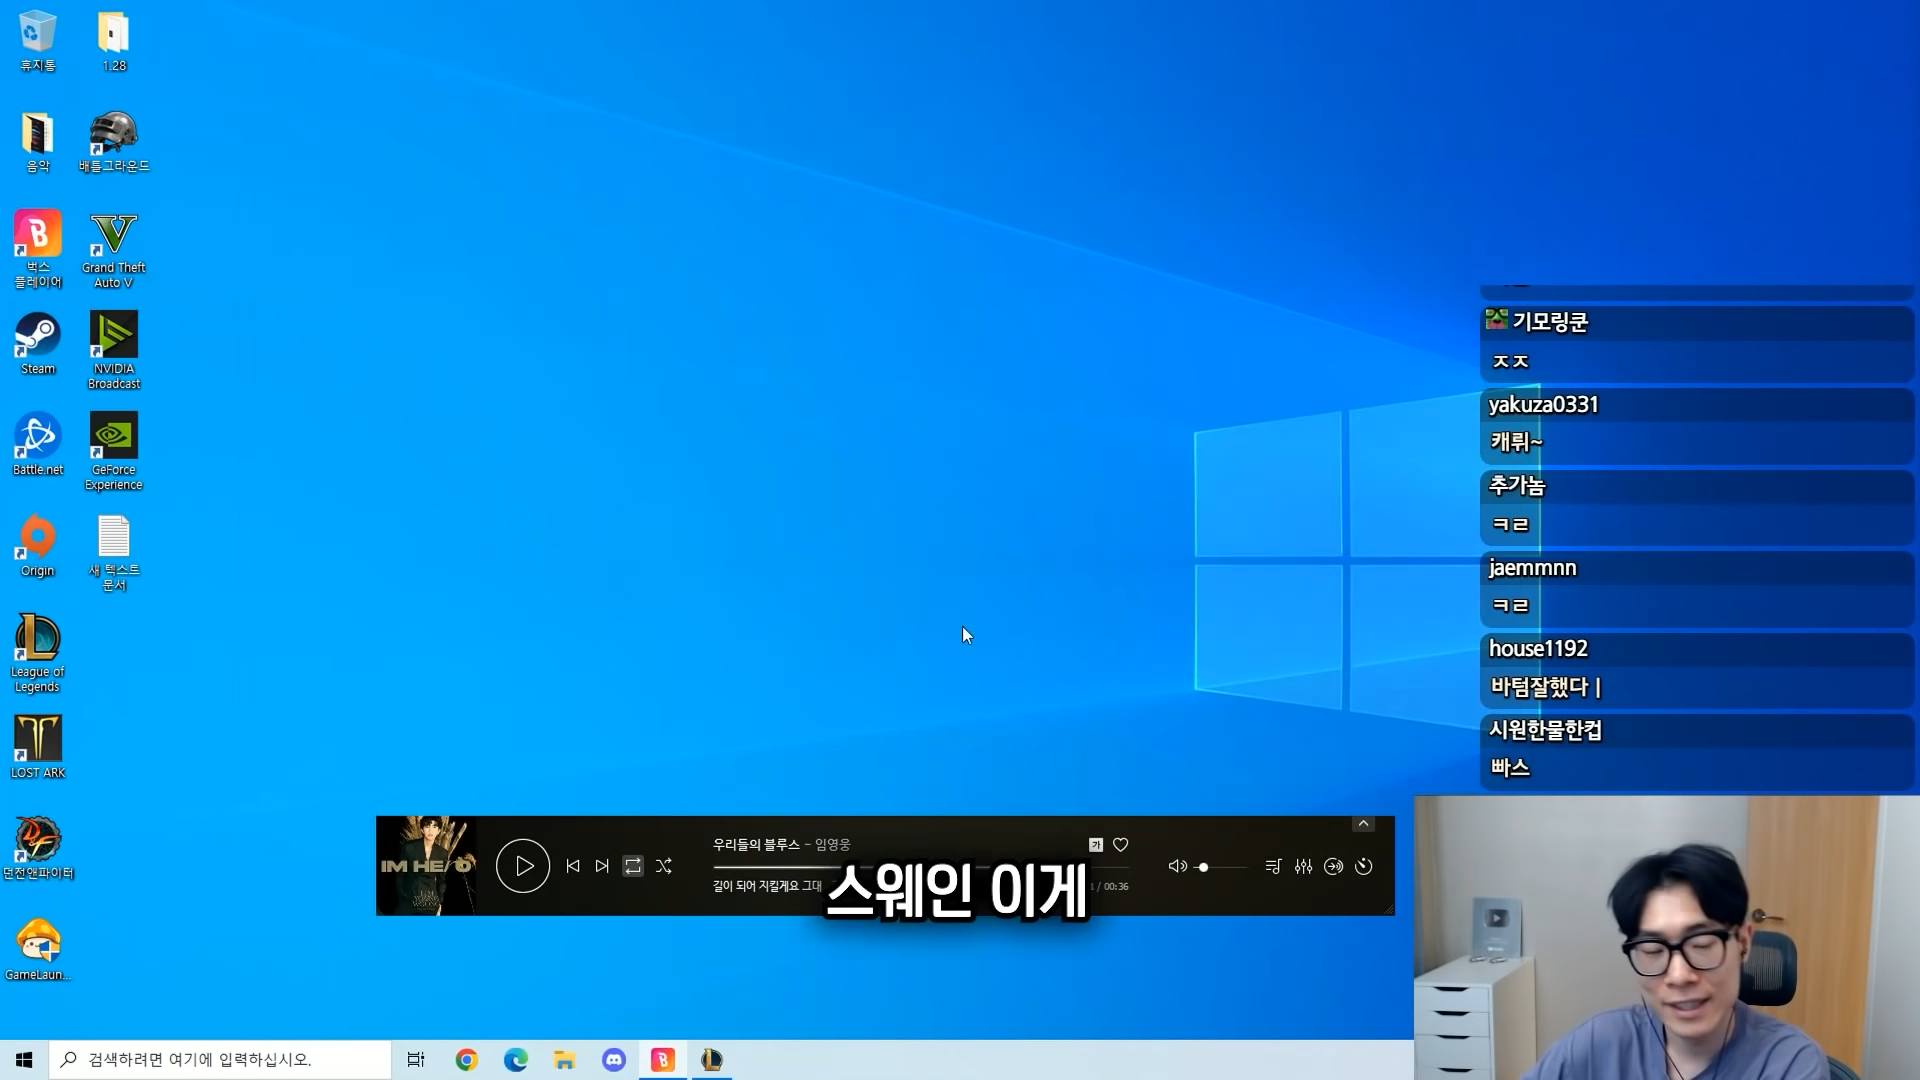 휴지통
1.28
음악
배틀그라운드
벅스
플레이어
Grand Theft
Auto V
Steam
NVIDIA
Broadcast
Battle.net
GeForce
Experience
Origin
새 텍스트
문서
League of
Legends
LOST ARK
던전앤파이터
GameLaun...
기모링쿤
ㅈㅈ
yakuza0331
캐뤼~
추가놈
ㅋㄹ
jaemmnn
ㅋㄹ
house1192
바텀잘했다ㅣ
시원한물한컵
빠스
IM HERO
우리들의 블루스 - 임영웅
가
길이 되어 지킬게요 그대
/ 00:36
스웨인 이게
검색하려면 여기에 입력하십시오.